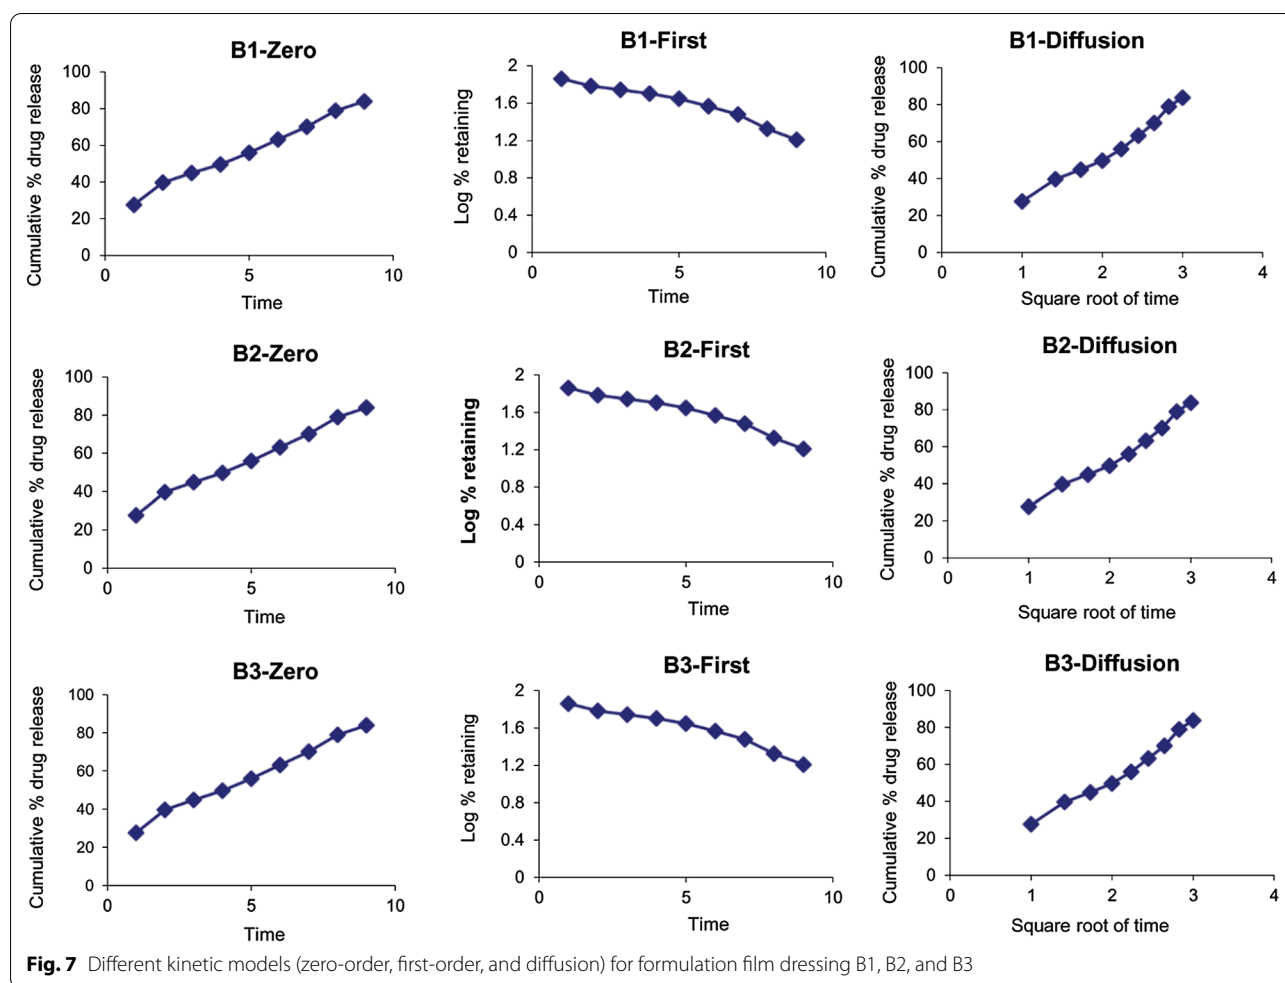 B1-Zero
Cumulative % drug release
100
80
60
40
20
0
0 5 10
Time
B1-First
Log % retaining
2
1.6
1.2
0.8
0.4
0
0 5 10
Time
B1-Diffusion
Cumulative % drug release
100
80
60
40
20
0
0 1 2 3 4
Square root of time
B2-Zero
Cumulative % drug release
100
80
60
40
20
0
0 5 10
Time
B2-First
Log % retaining
2
1.6
1.2
0.8
0.4
0
0 5 10
Time
B2-Diffusion
Cumulative % drug release
100
80
60
40
20
0
0 1 2 3 4
Square root of time
B3-Zero
Cumulative % drug release
100
80
60
40
20
0
0 5 10
Time
B3-First
Log % retaining
2
1.6
1.2
0.8
0.4
0
0 5 10
Time
B3-Diffusion
Cumulative % drug release
100
80
60
40
20
0
0 1 2 3 4
Square root of time
Fig. 7 Different kinetic models (zero-order, first-order, and diffusion) for formulation film dressing B1, B2, and B3